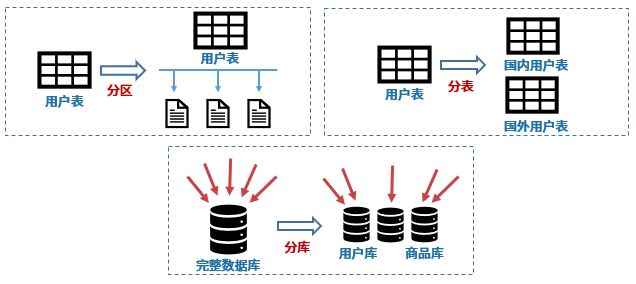 用户表
分区
用户表
用户表
分表
国内用户表
国外用户表
完整数据库
分库
用户库
商品库